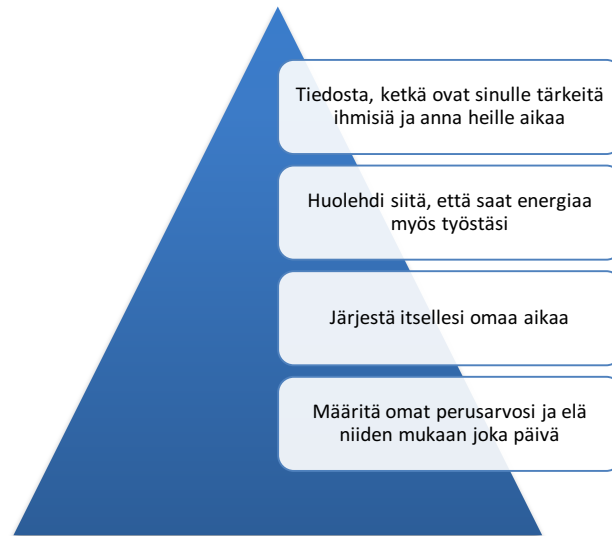 Tiedosta, ketkä ovat sinulle tärkeitä
ihmisiä ja anna heille aikaa
Huolehdi siitä, että saat energiaa
myös työstäsi
Järjestä itsellesi omaa aikaa
Määritä omat perusarvosi ja elä
niiden mukaan joka päivä